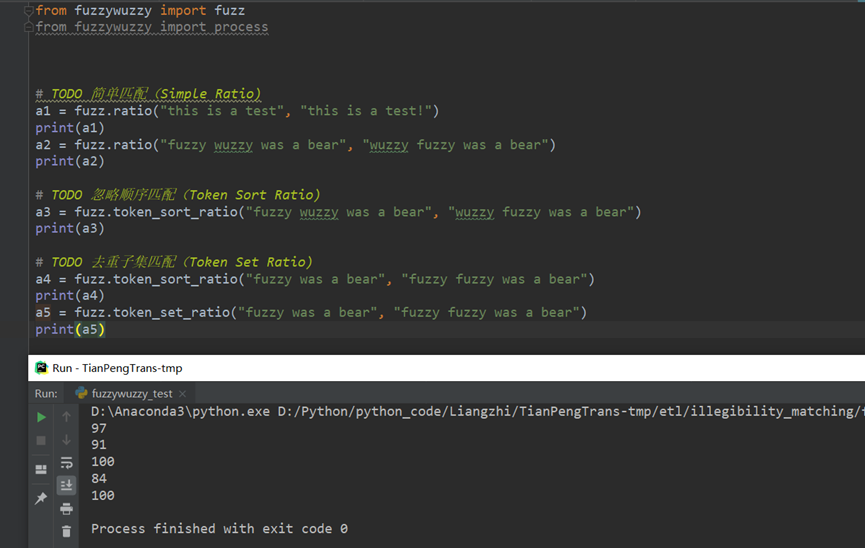 from fuzzywuzzy import fuzz
from fuzzywuzzy import process
# TODO 简单匹配（Simple Ratio)
a1 = fuzz.ratio("this is a test", "this is a test!")
print(a1)
a2 = fuzz.ratio("fuzzy wuzzy was a bear", "wuzzy fuzzy was a bear")
print(a2)
# TODO 忽略顺序匹配（Token Sort Ratio)
a3 = fuzz.token_sort_ratio("fuzzy wuzzy was a bear", "wuzzy fuzzy was a bear")
print(a3)
# TODO 去重子集匹配（Token Set Ratio)
a4 = fuzz.token_sort_ratio("fuzzy was a bear", "fuzzy fuzzy was a bear")
print(a4)
a5 = fuzz.token_set_ratio("fuzzy was a bear", "fuzzy fuzzy was a bear")
print(a5)
Run - TianPengTrans-tmp
Run: fuzzywuzzy_test
D:\Anaconda3\python.exe D:/Python/python_code/Liangzhi/TianPengTrans-tmp/etl/illegibility_matching/
97
91
100
84
100
Process finished with exit code 0